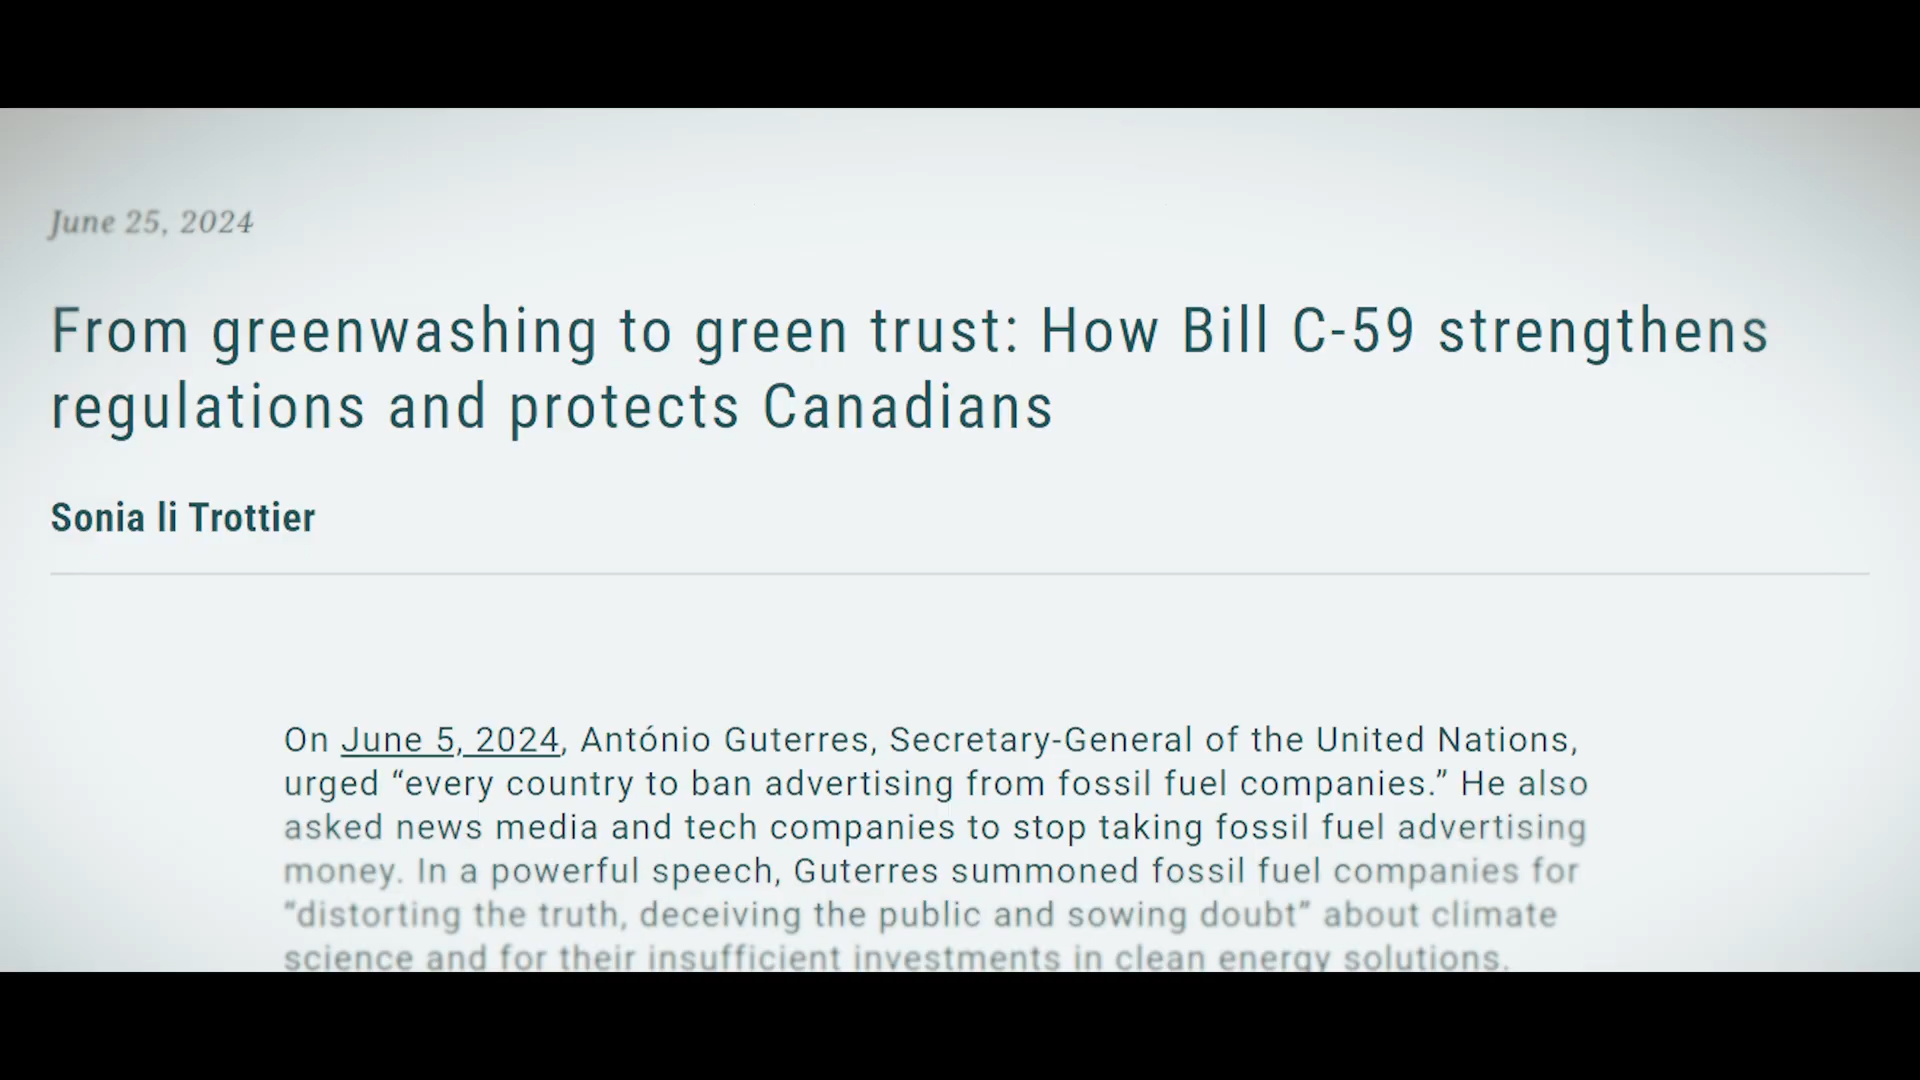 June 25, 2024
From greenwashing to green trust: How Bill C-59 strengthens
regulations and protects Canadians
Sonia li Trottier
On June 5, 2024, António Guterres, Secretary-General of the United Nations,
urged “every country to ban advertising from fossil fuel companies.” He also
asked news media and tech companies to stop taking fossil fuel advertising
money. In a powerful speech, Guterres summoned fossil fuel companies for
“distorting the truth, deceiving the public and sowing doubt” about climate
science and for their insufficient investments in clean energy solutions.